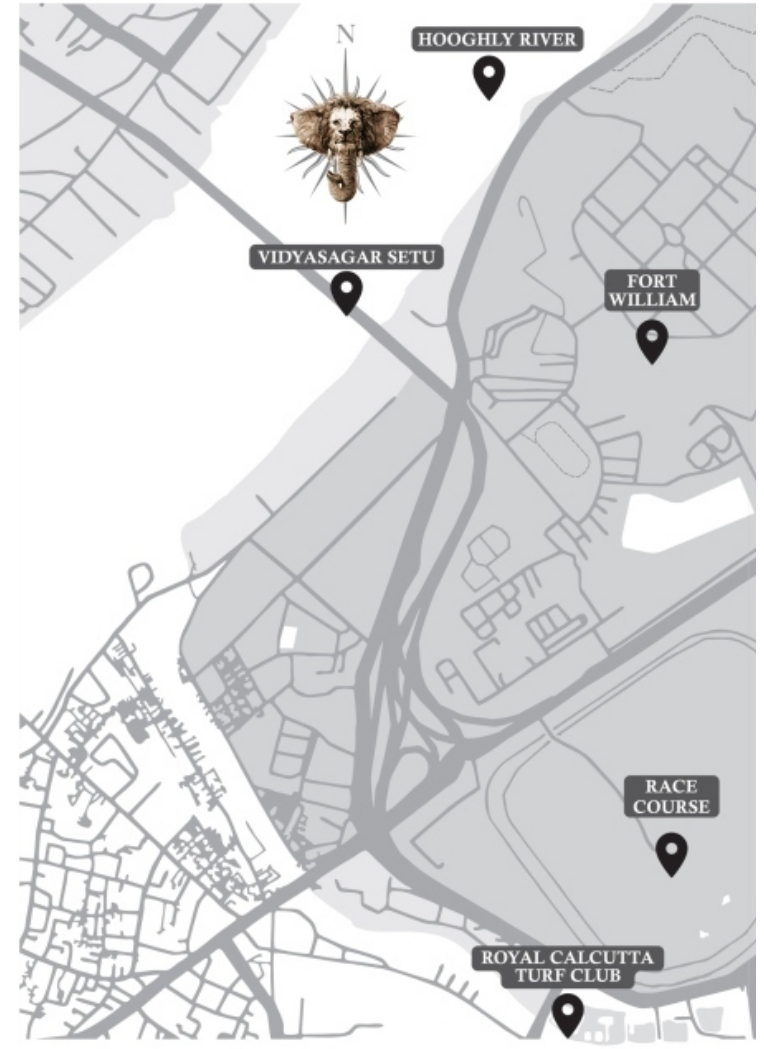 N
HOOGHLY RIVER
VIDYASAGAR SETU
FORT
WILLIAM
RACE
COURSE
ROYAL CALCUTTA
TURF CLUB